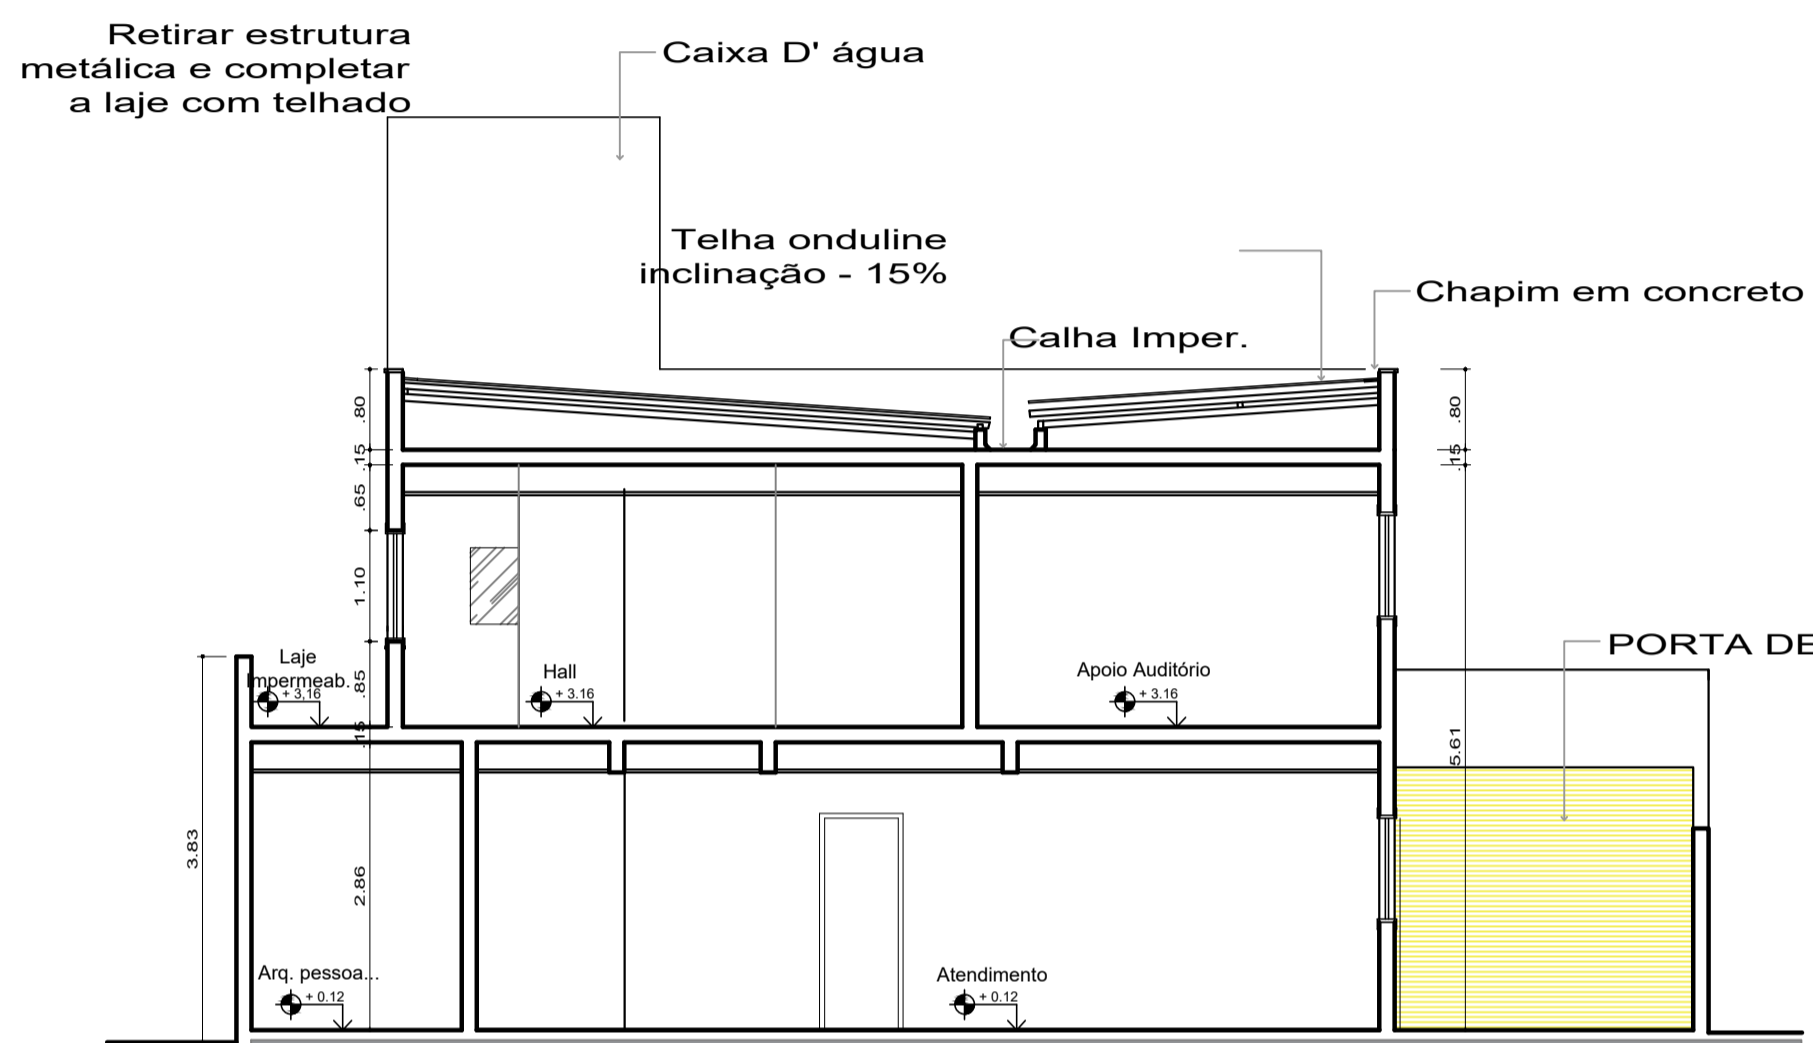 Retirar estrutura
metálica e completar
a laje com telhado
Caixa D' água
Telha onduline
inclinação - 15%
Chapim em concreto
Calha Imper.
.80
.15
.65
1.10
.85
.15
2.86
3.83
.80
.15
5.61
Laje
Impermeab.
+ 3,16
Hall
+ 3.16
Apoio Auditório
+ 3.16
PORTA DE
Arq. pessoa...
+ 0.12
Atendimento
+ 0.12